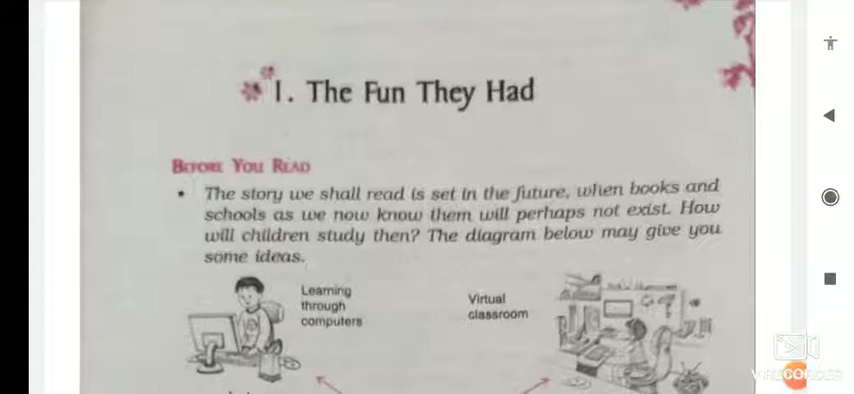 1. The Fun They Had
BEFORE YOU READ
• The story we shall read is set in the future, when books and
schools as we now know them will perhaps not exist. How
will children study then? The diagram below may give you
some ideas.
Learning
through
computers
Virtual
classroom
VRECORDER